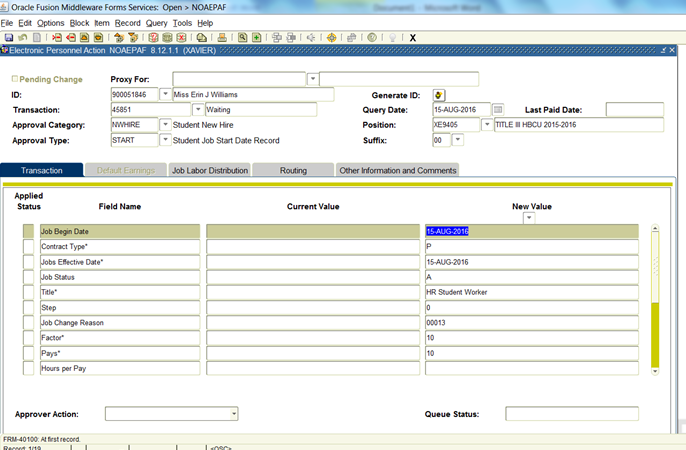 Oracle Fusion Middleware Forms Services:  Open > NOAEPAF
File Edit Options Block Item Record Query Tools Help
X
Electronic Personnel Action  NOAEPAF  8.12.1.1  (XAVIER)
Pending Change Proxy For:
ID: 900051846 Miss Erin J Williams Generate ID:
Transaction: 45851 Waiting Query Date: 15-AUG-2016 Last Paid Date:
Approval Category: NWHIRE Student New Hire Position: XE9405 TITLE III HBCU 2015-2016
Approval Type: START Student Job Start Date Record Suffix: 00
Transaction Default Earnings Job Labor Distribution Routing Other Information and Comments
Applied
Status Field Name Current Value New Value
Job Begin Date 15-AUG-2016
Contract Type* P
Jobs Effective Date* 15-AUG-2016
Job Status A
Title* HR Student Worker
Step 0
Job Change Reason 00013
Factor* 10
Pays* 10
Hours per Pay
Approver Action: Queue Status:
FRM-40100: At first record.
Record: 1/19 <OSC>